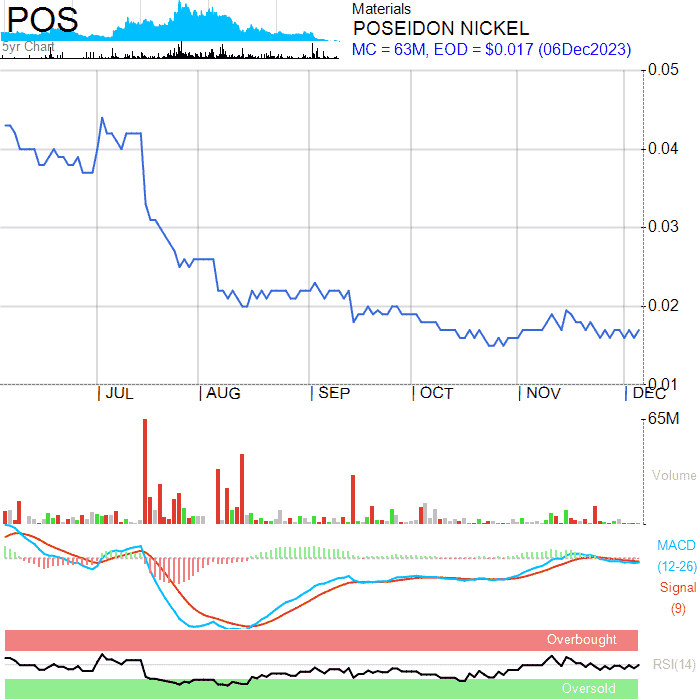 POS
5yr Chart
Materials
POSEIDON NICKEL
MC = 63M, EOD = $0.017 (06Dec2023)
0.05
0.04
0.03
0.02
0.01
JUL AUG SEP OCT NOV DEC
65M
Volume
MACD
(12-26)
Signal
(9)
Overbought
RSI(14)
Oversold